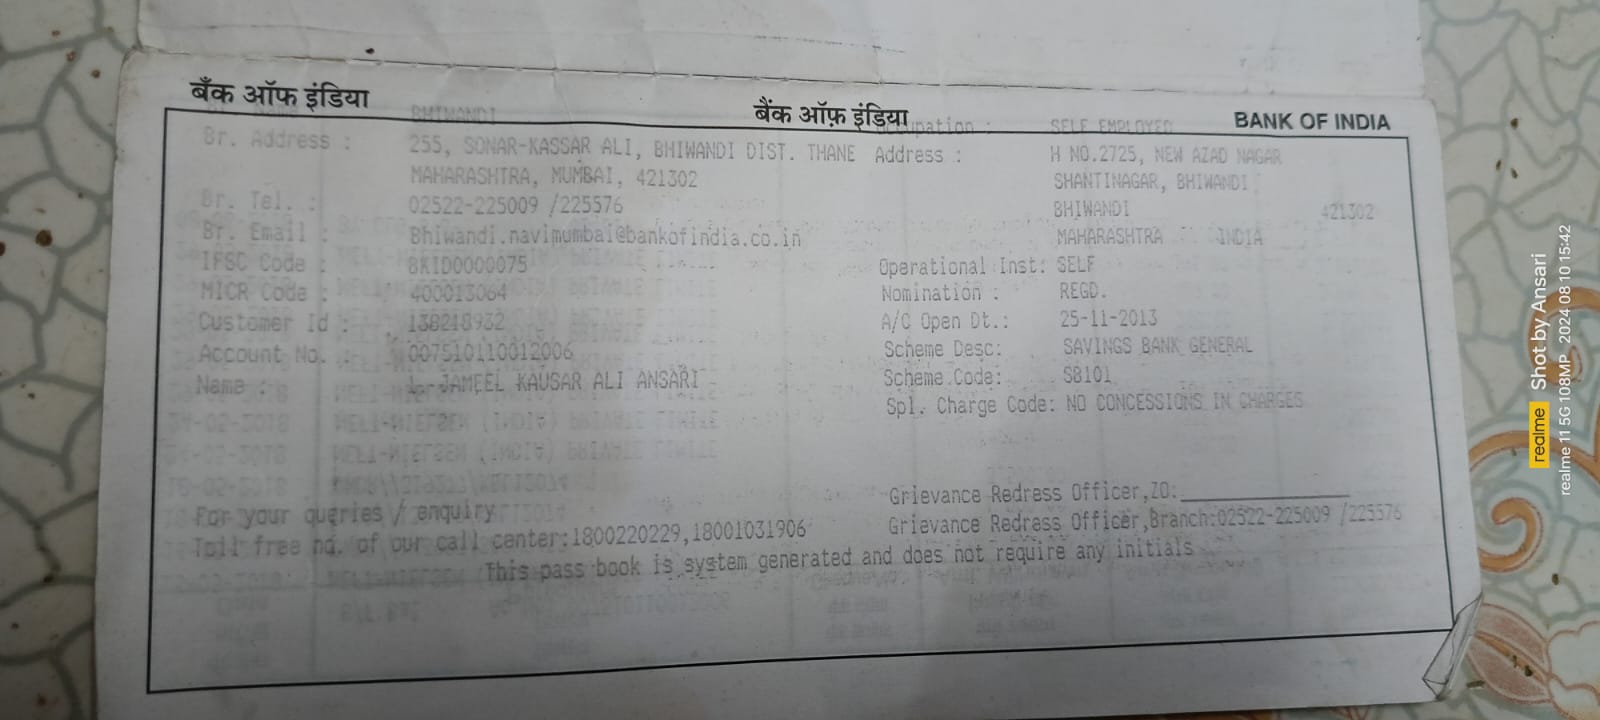 बैंक ऑफ इंडिया बैंक ऑफ़ इंडिया BANK OF INDIA
BHIWANDI Occupation : SELF EMPLOYED
Br. Address : 255, SONAR-KASSAR ALI, BHIWANDI DIST. THANE Address : H NO.2725, NEW AZAD NAGAR
MAHARASHTRA, MUMBAI, 421302 SHANTINAGAR, BHIWANDI
Br. Tel. : 02522-225009 /225576 BHIWANDI 421302
Br. Email : Bhiwandi.navimumbai@bankofindia.co.in MAHARASHTRA INDIA
IFSC Code : BKID0000075 Operational Inst: SELF
MICR Code : 400013064 Nomination : REGD.
Customer Id : 138248932 A/C Open Dt.: 25-11-2013
Account No. : 007510110012006 Scheme Desc: SAVINGS BANK GENERAL
Name : JAMEEL KAUSAR ALI ANSARI Scheme Code: SB101
Spl. Charge Code: NO CONCESSIONS IN CHARGES
Grievance Redress Officer,ZO:
For your queries / enquiry Grievance Redress Officer,Branch:02522-225009 /225576
Toll free no. of our call center:1800220229,18001031906
This pass book is system generated and does not require any initials
realme Shot by Ansari
realme 11 5G 108MP 2024 08 10 15:42